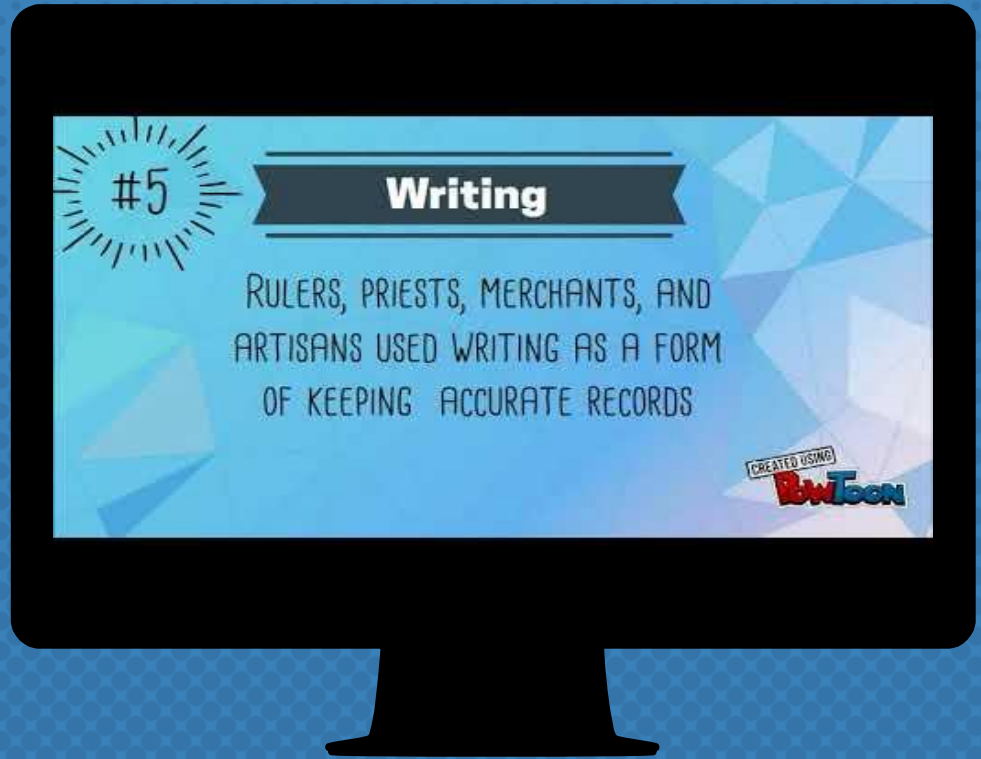 #5
Writing
RULERS, PRIESTS, MERCHANTS, AND
ARTISANS USED WRITING AS A FORM
OF KEEPING ACCURATE RECORDS
CREATED USING
POWTOON